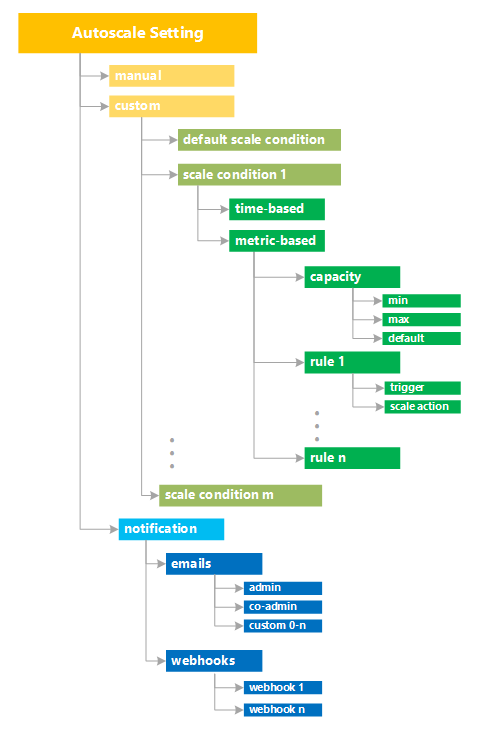 Autoscale Setting
manual
custom
default scale condition
scale condition 1
time-based
metric-based
capacity
min
max
default
rule 1
trigger
scale action
rule n
scale condition m
notification
emails
admin
co-admin
custom 0-n
webhooks
webhook 1
webhook n